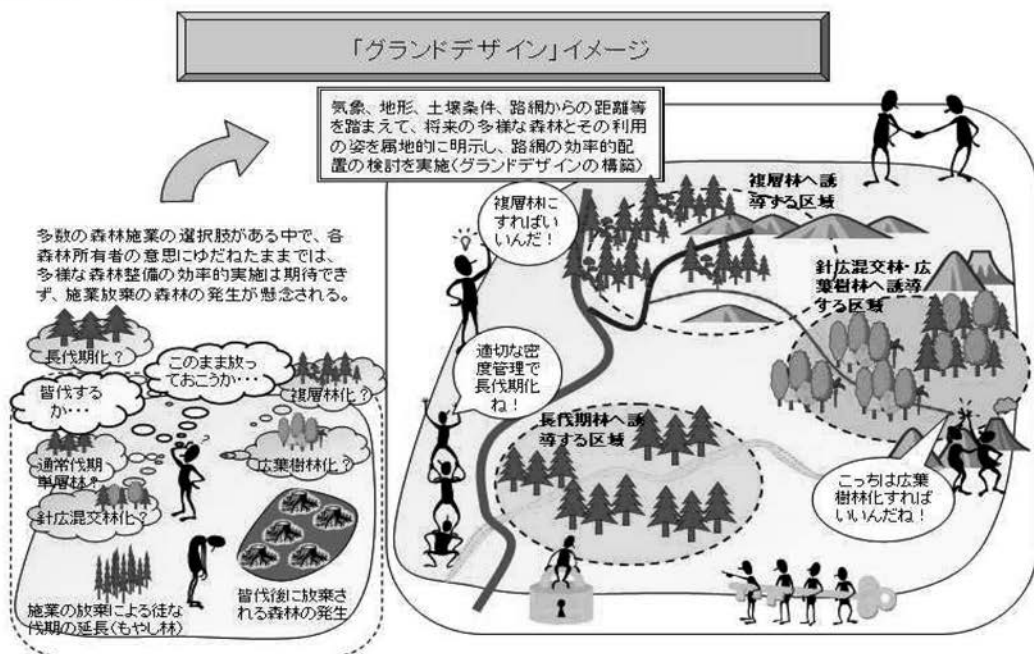 「グランドデザイン」イメージ
気象、地形、土壌条件、路網からの距離等
を踏まえて、将来の多様な森林とその利用
の姿を属地的に明示し、路網の効率的配
置の検討を実施(グランドデザインの構築)
多数の森林施業の選択肢がある中で、各
森林所有者の意思にゆだねたままでは、
多様な森林整備の効率的実施は期待でき
ず、施業放棄の森林の発生が懸念される。
長伐期化？
このまま放っ
ておこうか・・・
皆伐する
か・・・
複層林化？
通常伐期
単層林？
広葉樹林化？
針広混交林化？
施業の放棄による徒な
伐期の延長(もやし林)
皆伐後に放棄さ
れる森林の発生
複層林に
すればい
いんだ！
複層林へ誘
導する区域
針広混交林・広
葉樹林へ誘導
する区域
適切な密
度管理で
長伐期化
ね！
長伐期林へ誘
導する区域
こっちは広葉
樹林化すれば
いいんだね！